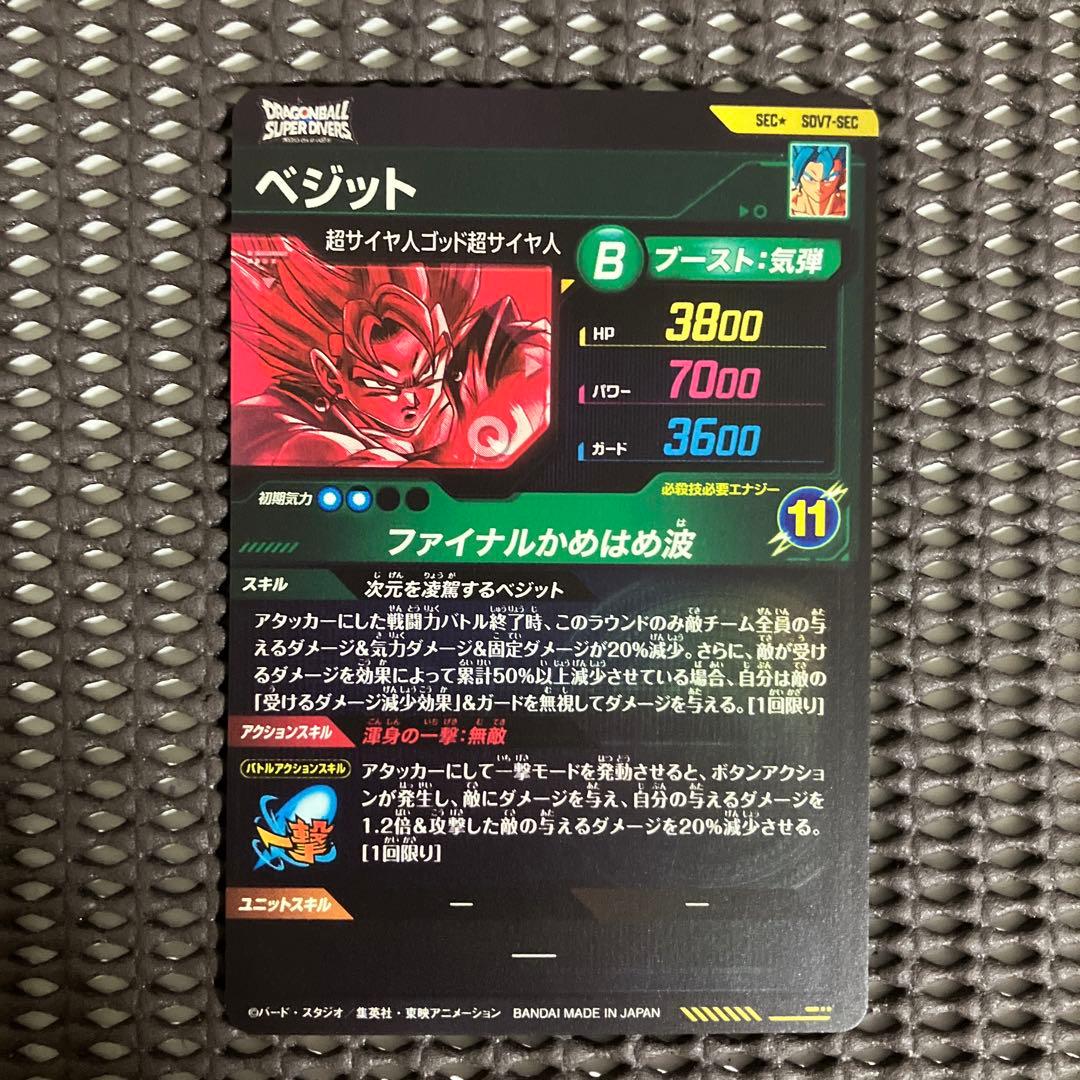 DRAGONBALL
SUPER DIVERS
SEC★ SDV7-SEC
ベジット
超サイヤ人ゴッド超サイヤ人
B ブースト:気弾
HP 3800
パワー 7000
ガード 3600
初期気力
必殺技必要エナジー
11
ファイナルかめはめ波
スキル 次元を凌駕するベジット
アタッカーにした戦闘力バトル終了時、このラウンドのみ敵チーム全員の与
えるダメージ&気力ダメージ&固定ダメージが20%減少。さらに、敵が受け
るダメージを効果によって累計50%以上減少させている場合、自分は敵の
「受けるダメージ減少効果」&ガードを無視してダメージを与える。[1回限り]
アクションスキル 渾身の一撃:無敵
バトルアクションスキル
一撃
アタッカーにして一撃モードを発動させると、ボタンアクショ
ンが発生し、敵にダメージを与え、自分の与えるダメージを
1.2倍&攻撃した敵の与えるダメージを20%減少させる。
[1回限り]
ユニットスキル ー ー
ー
©バード・スタジオ/集英社・東映アニメーション BANDAI MADE IN JAPAN